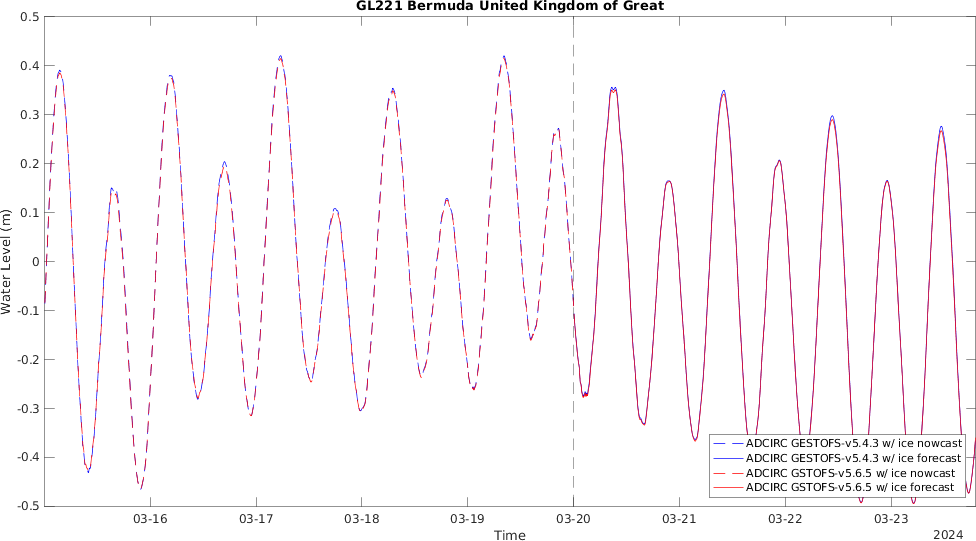 GL221 Bermuda United Kingdom of Great
0.5
0.4
0.3
0.2
0.1
0
-0.1
-0.2
-0.3
-0.4
-0.5
Water Level (m)
ADCIRC GESTOFS-v5.4.3 w/ ice nowcast
ADCIRC GESTOFS-v5.4.3 w/ ice forecast
ADCIRC GSTOFS-v5.6.5 w/ ice nowcast
ADCIRC GSTOFS-v5.6.5 w/ ice forecast
03-16 03-17 03-18 03-19 03-20 03-21 03-22 03-23
Time
2024